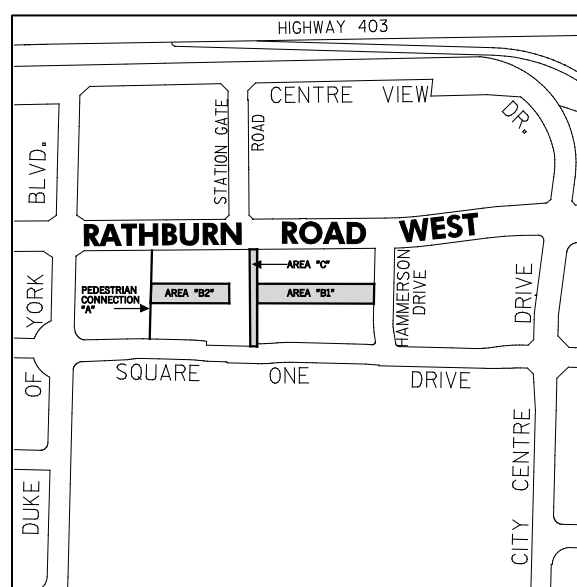 HIGHWAY 403
CENTRE VIEW DR.
STATION GATE
ROAD
BLVD.
RATHBURN ROAD WEST
AREA "C"
PEDESTRIAN
CONNECTION
"A"
AREA "B2"
AREA "B1"
HAMMERSON
DRIVE
DRIVE
YORK
SQUARE ONE DRIVE
OF
CITY CENTRE
DUKE